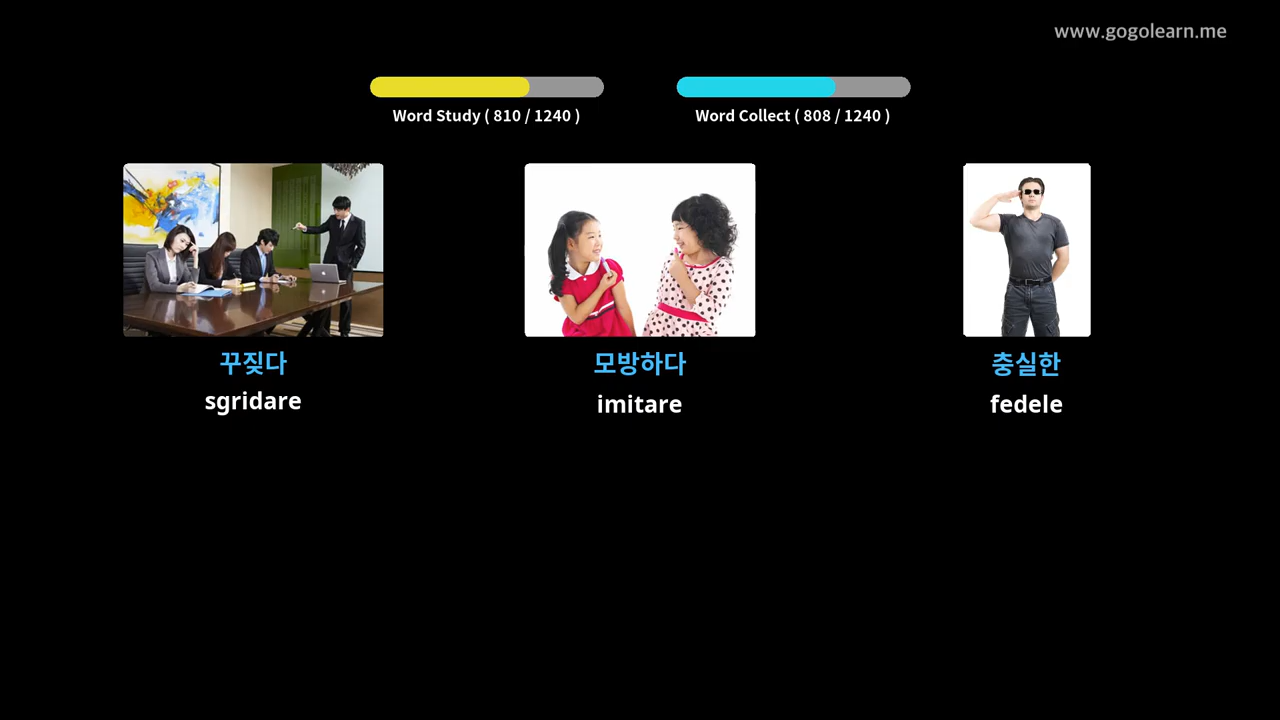 www.gogolearn.me
Word Study ( 810 / 1240 )
Word Collect ( 808 / 1240 )
꾸짖다
sgridare
모방하다
imitare
충실한
fedele